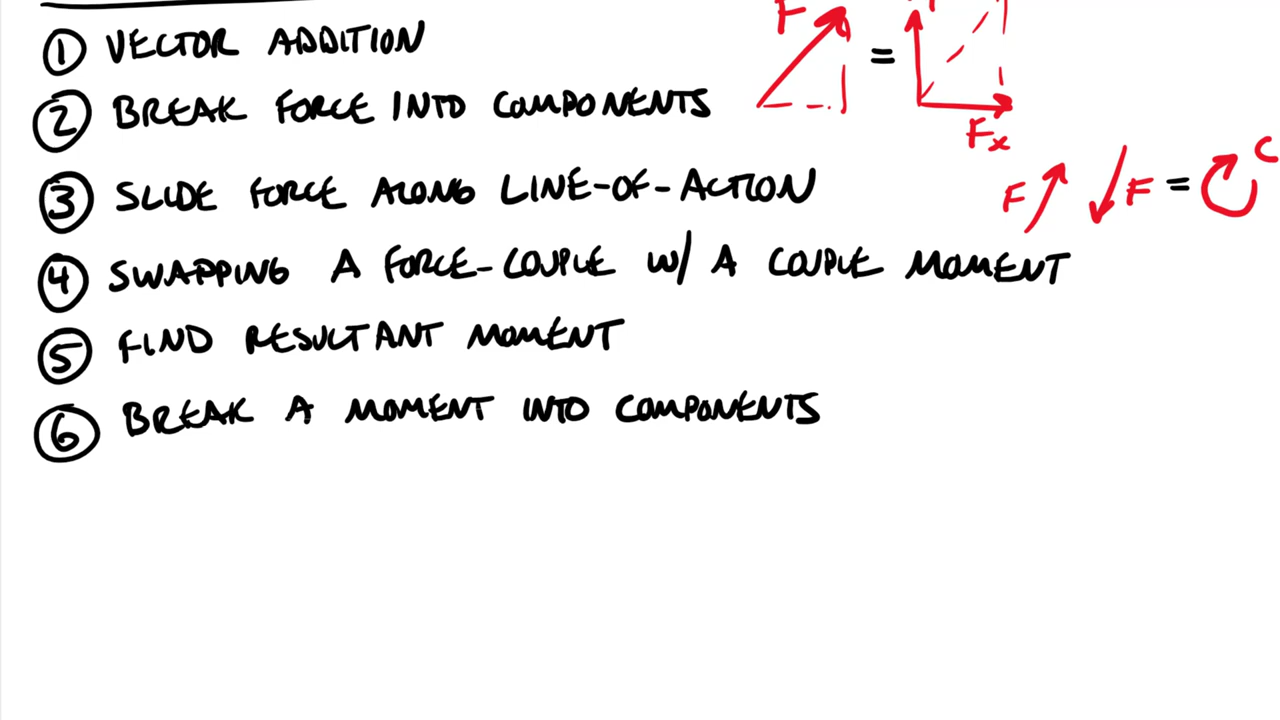 ① VECTOR ADDITION
F
=
② BREAK FORCE INTO COMPONENTS
Fx
③ SLIDE FORCE ALONG LINE-OF-ACTION
F F = C
④ SWAPPING A FORCE-COUPLE W/ A COUPLE MOMENT
⑤ FIND RESULTANT MOMENT
⑥ BREAK A MOMENT INTO COMPONENTS